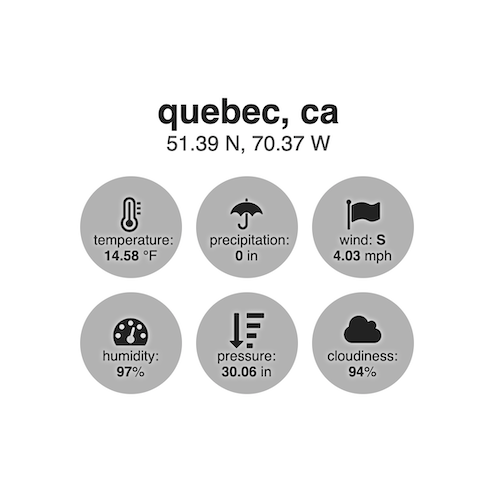 quebec, ca
51.39 N, 70.37 W
temperature:
14.58 °F
precipitation:
0 in
wind: S
4.03 mph
humidity:
97%
pressure:
30.06 in
cloudiness:
94%